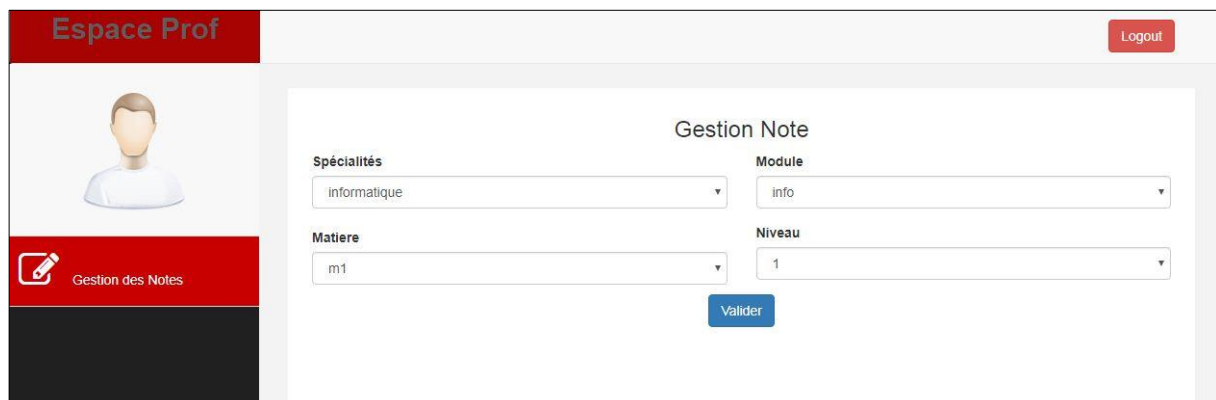 Espace Prof
Logout
Gestion des Notes
Gestion Note
Spécialités
informatique
Module
info
Matiere
m1
Niveau
1
Valider